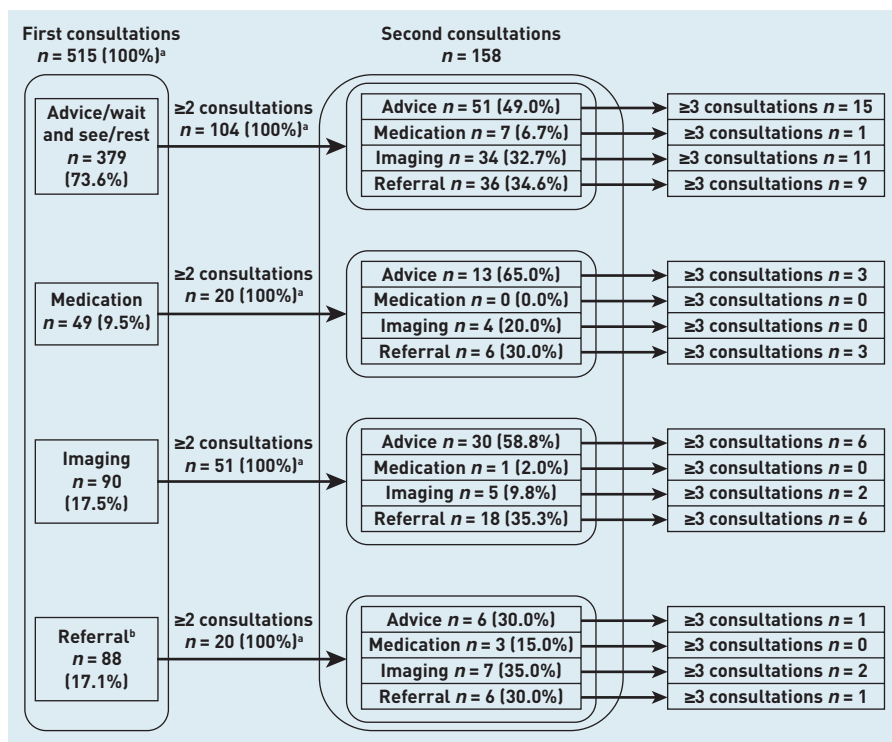 First consultations
n = 515 (100%)ᵃ
Second consultations
n = 158
Advice/wait
and see/rest
n = 379
(73.6%)
≥2 consultations
n = 104 (100%)ᵃ
Advice n = 51 (49.0%)
Medication n = 7 (6.7%)
Imaging n = 34 (32.7%)
Referral n = 36 (34.6%)
≥3 consultations n = 15
≥3 consultations n = 1
≥3 consultations n = 11
≥3 consultations n = 9
Medication
n = 49 (9.5%)
≥2 consultations
n = 20 (100%)ᵃ
Advice n = 13 (65.0%)
Medication n = 0 (0.0%)
Imaging n = 4 (20.0%)
Referral n = 6 (30.0%)
≥3 consultations n = 3
≥3 consultations n = 0
≥3 consultations n = 0
≥3 consultations n = 3
Imaging
n = 90
(17.5%)
≥2 consultations
n = 51 (100%)ᵃ
Advice n = 30 (58.8%)
Medication n = 1 (2.0%)
Imaging n = 5 (9.8%)
Referral n = 18 (35.3%)
≥3 consultations n = 6
≥3 consultations n = 0
≥3 consultations n = 2
≥3 consultations n = 6
Referralᵇ
n = 88
(17.1%)
≥2 consultations
n = 20 (100%)ᵃ
Advice n = 6 (30.0%)
Medication n = 3 (15.0%)
Imaging n = 7 (35.0%)
Referral n = 6 (30.0%)
≥3 consultations n = 1
≥3 consultations n = 0
≥3 consultations n = 2
≥3 consultations n = 1